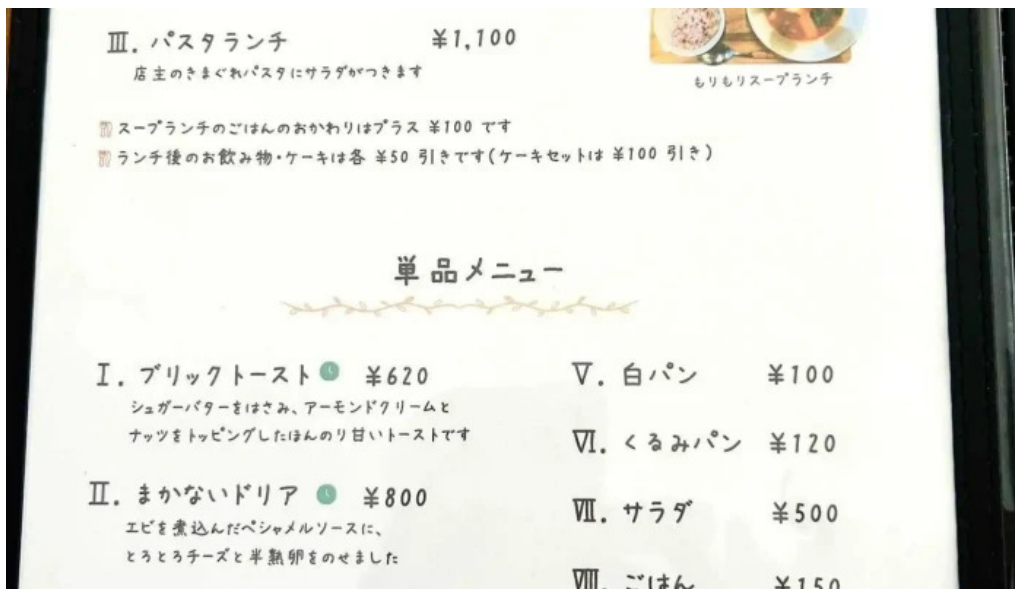 Ⅲ. パスタランチ ¥1,100
店主のきまぐれパスタにサラダがつきます
もりもりスープランチ
スープランチのごはんのおかわりはプラス ¥100 です
ランチ後のお飲み物・ケーキは各 ¥50 引きです(ケーキセットは ¥100 引き)
単品メニュー
Ⅰ. ブリックトースト ¥620
シュガーバターをはさみ、アーモンドクリームと
ナッツをトッピングしたほんのり甘いトーストです
Ⅱ. まかないドリア ¥800
エビを煮込んだベシャメルソースに、
とろとろチーズと半熟卵をのせました
Ⅴ. 白パン ¥100
Ⅵ. くるみパン ¥120
Ⅶ. サラダ ¥500
Ⅷ. ごはん ¥150